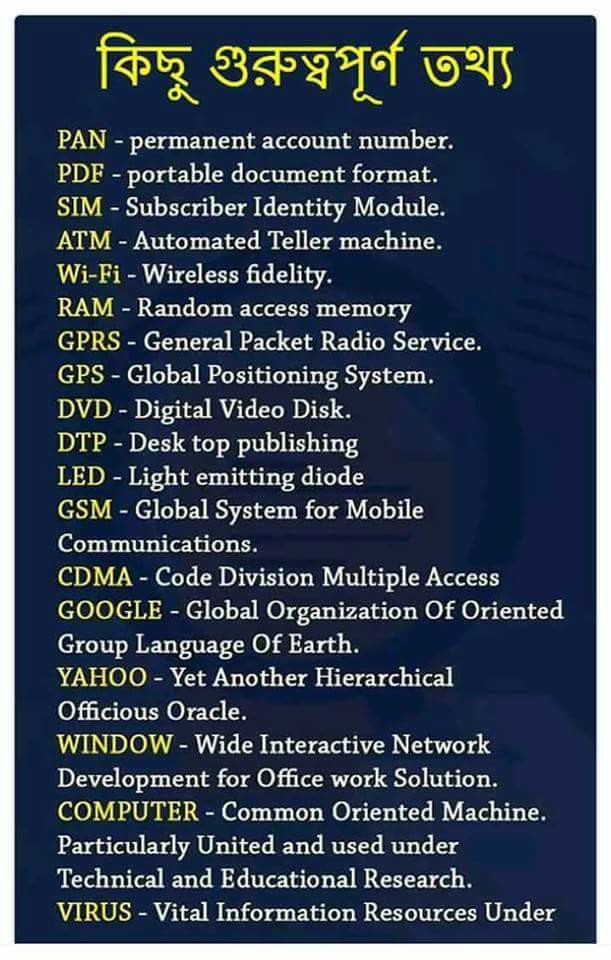 কিছু গুরুত্বপূর্ণ তথ্য
PAN - permanent account number.
PDF - portable document format.
SIM - Subscriber Identity Module.
ATM - Automated Teller machine.
Wi-Fi - Wireless fidelity.
RAM - Random access memory
GPRS - General Packet Radio Service.
GPS - Global Positioning System.
DVD - Digital Video Disk.
DTP - Desk top publishing
LED - Light emitting diode
GSM - Global System for Mobile
Communications.
CDMA - Code Division Multiple Access
GOOGLE - Global Organization Of Oriented
Group Language Of Earth.
YAHOO - Yet Another Hierarchical
Officious Oracle.
WINDOW - Wide Interactive Network
Development for Office work Solution.
COMPUTER - Common Oriented Machine.
Particularly United and used under
Technical and Educational Research.
VIRUS - Vital Information Resources Under